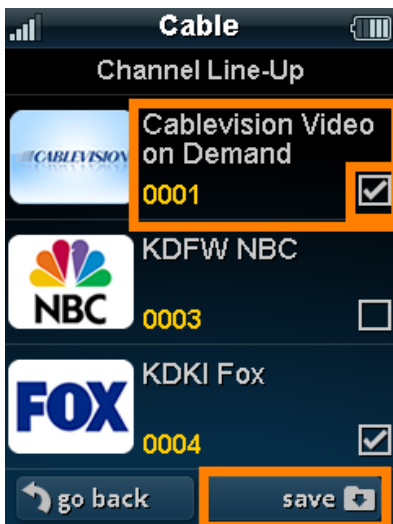 Cable
Channel Line-Up
CABLEVISION
Cablevision Video
on Demand
0001
NBC
KDFW NBC
0003
FOX
KDKI Fox
0004
go back
save